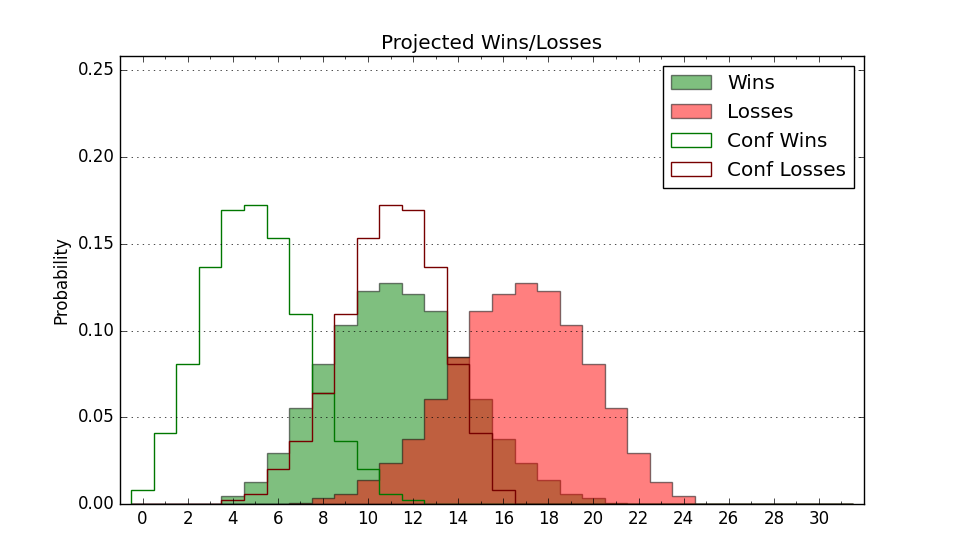 Projected Wins/Losses
0.25
0.20
0.15
0.10
0.05
0.00
Probability
Wins
Losses
Conf Wins
Conf Losses
0 2 4 6 8 10 12 14 16 18 20 22 24 26 28 30